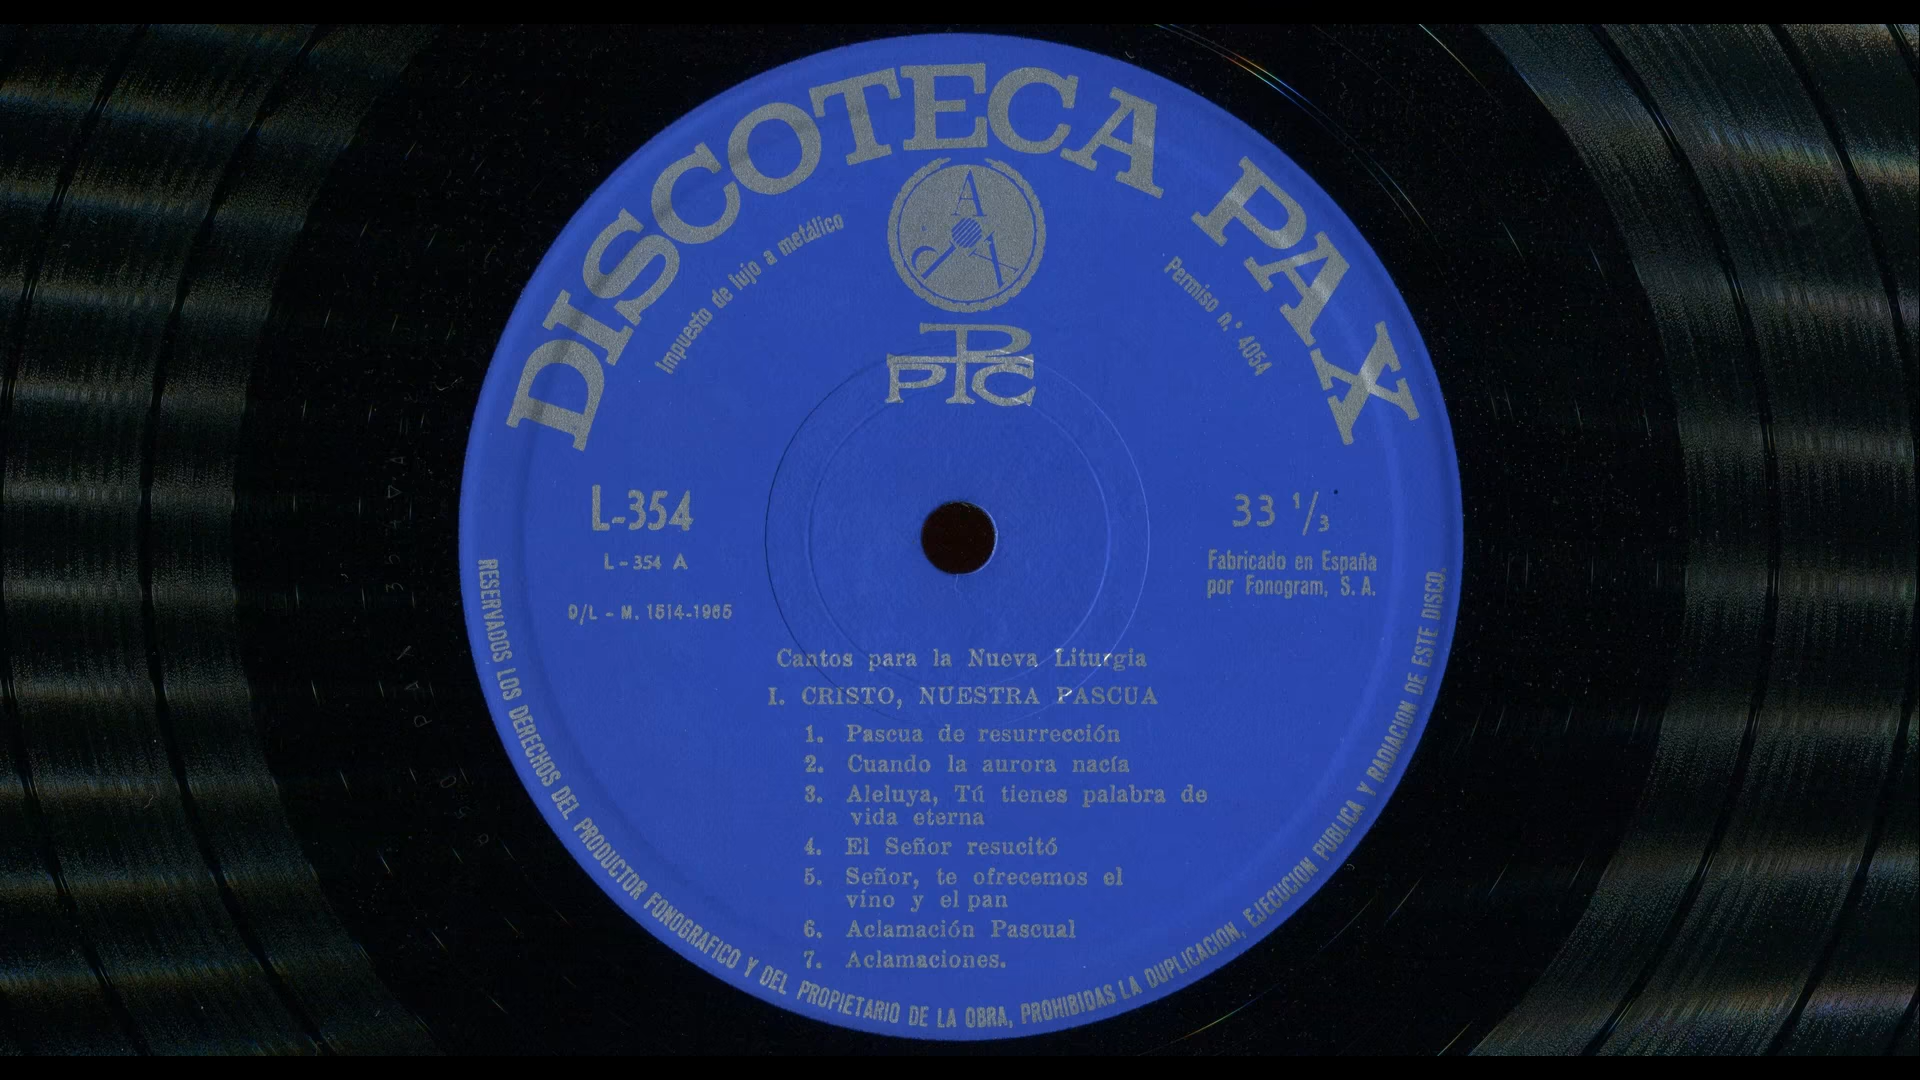 DISCOTECA PAX
Impuesto de lujo a metálico
Permiso n.° 4054
PPC
L-354
L - 354 A
D/L - M. 1514-1965
33 1/3
Fabricado en España
por Fonogram, S. A.
Cantos para la Nueva Liturgia
I. CRISTO, NUESTRA PASCUA
1. Pascua de resurrección
2. Cuando la aurora nacía
3. Aleluya, Tú tienes palabra de
vida eterna
4. El Señor resucitó
5. Señor, te ofrecemos el
vino y el pan
6. Aclamación Pascual
7. Aclamaciones.
RESERVADOS LOS DERECHOS DEL PRODUCTOR FONOGRAFICO Y DEL PROPIETARIO DE LA OBRA, PROHIBIDAS LA DUPLICACION, EJECUCION PUBLICA Y RADIACION DE ESTE DISCO.